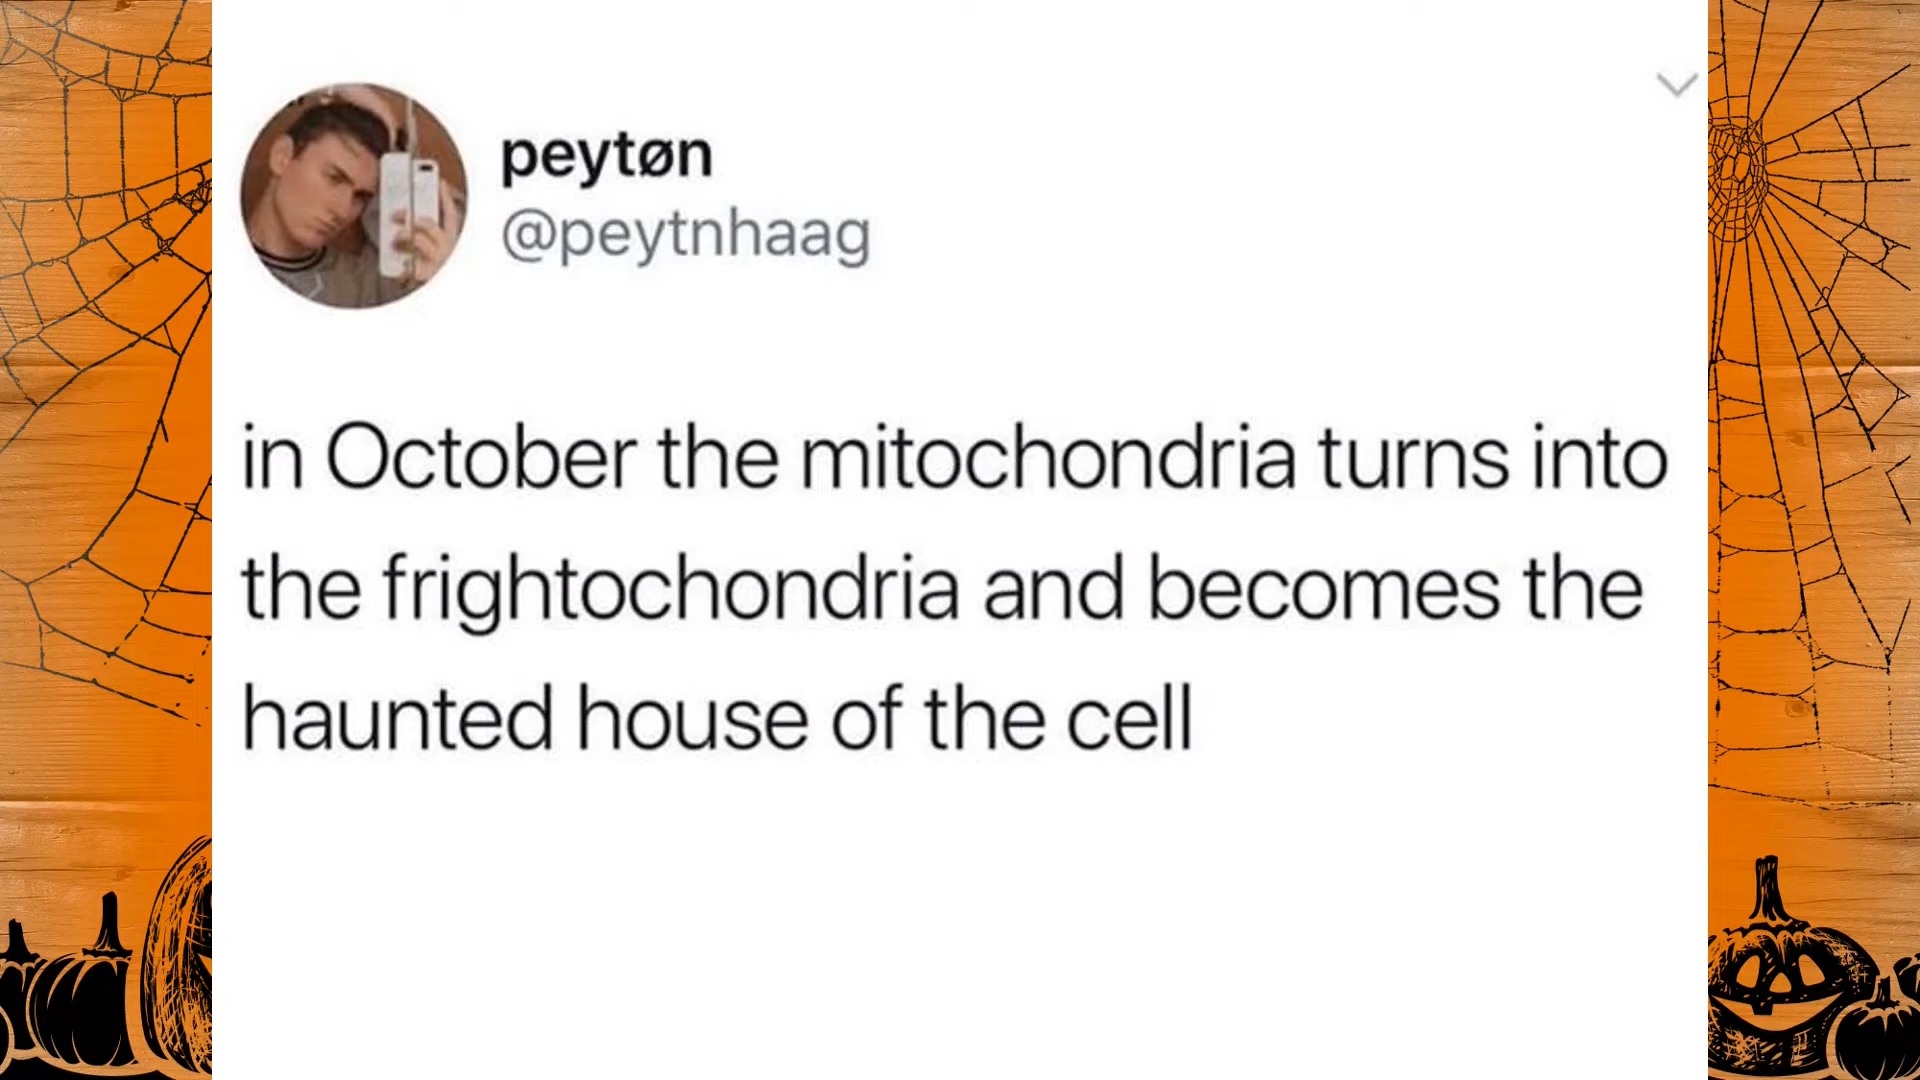 peytøn
@peytnhaag
in October the mitochondria turns into
the frightochondria and becomes the
haunted house of the cell